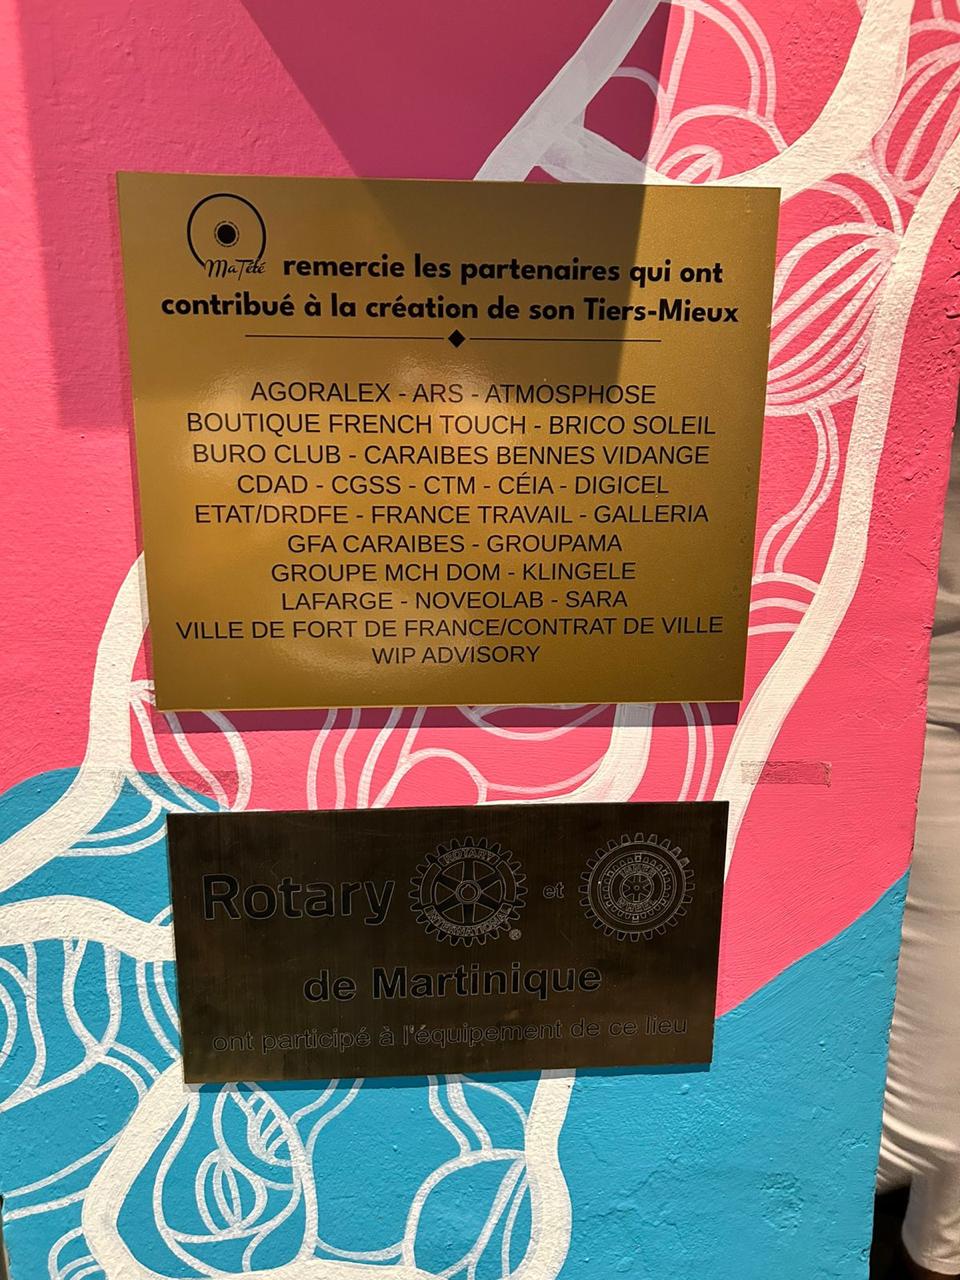 MaTété remercie les partenaires qui ont
contribué à la création de son Tiers-Mieux
AGORALEX - ARS - ATMOSPHOSE
BOUTIQUE FRENCH TOUCH - BRICO SOLEIL
BURO CLUB - CARAIBES BENNES VIDANGE
CDAD - CGSS - CTM - CÉIA - DIGICEL
ETAT/DRDFE - FRANCE TRAVAIL - GALLERIA
GFA CARAIBES - GROUPAMA
GROUPE MCH DOM - KLINGELE
LAFARGE - NOVEOLAB - SARA
VILLE DE FORT DE FRANCE/CONTRAT DE VILLE
WIP ADVISORY
Rotary ROTARY INTERNATIONAL ® et INNER WHEEL
de Martinique
ont participé à l'équipement de ce lieu